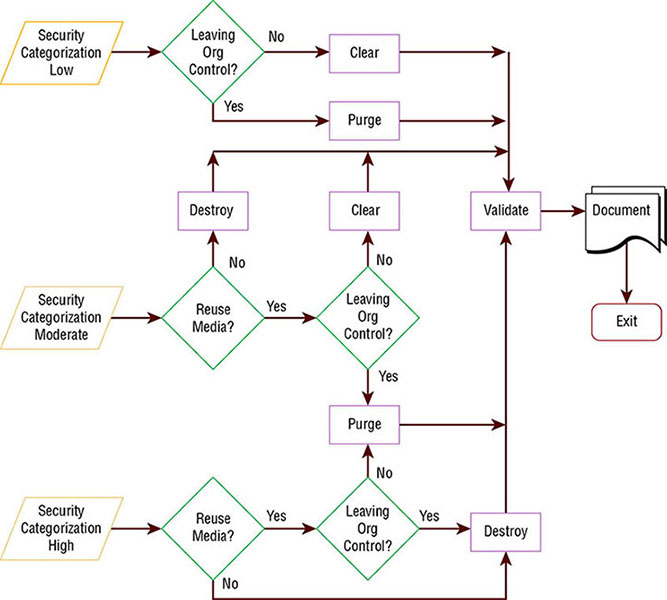 Security
Categorization
Low
Leaving
Org
Control?
No
Clear
Yes
Purge
Destroy
Clear
Validate
Document
No
No
Security
Categorization
Moderate
Reuse
Media?
Yes
Leaving
Org
Control?
Exit
Yes
Purge
No
Security
Categorization
High
Reuse
Media?
Yes
Leaving
Org
Control?
Yes
Destroy
No